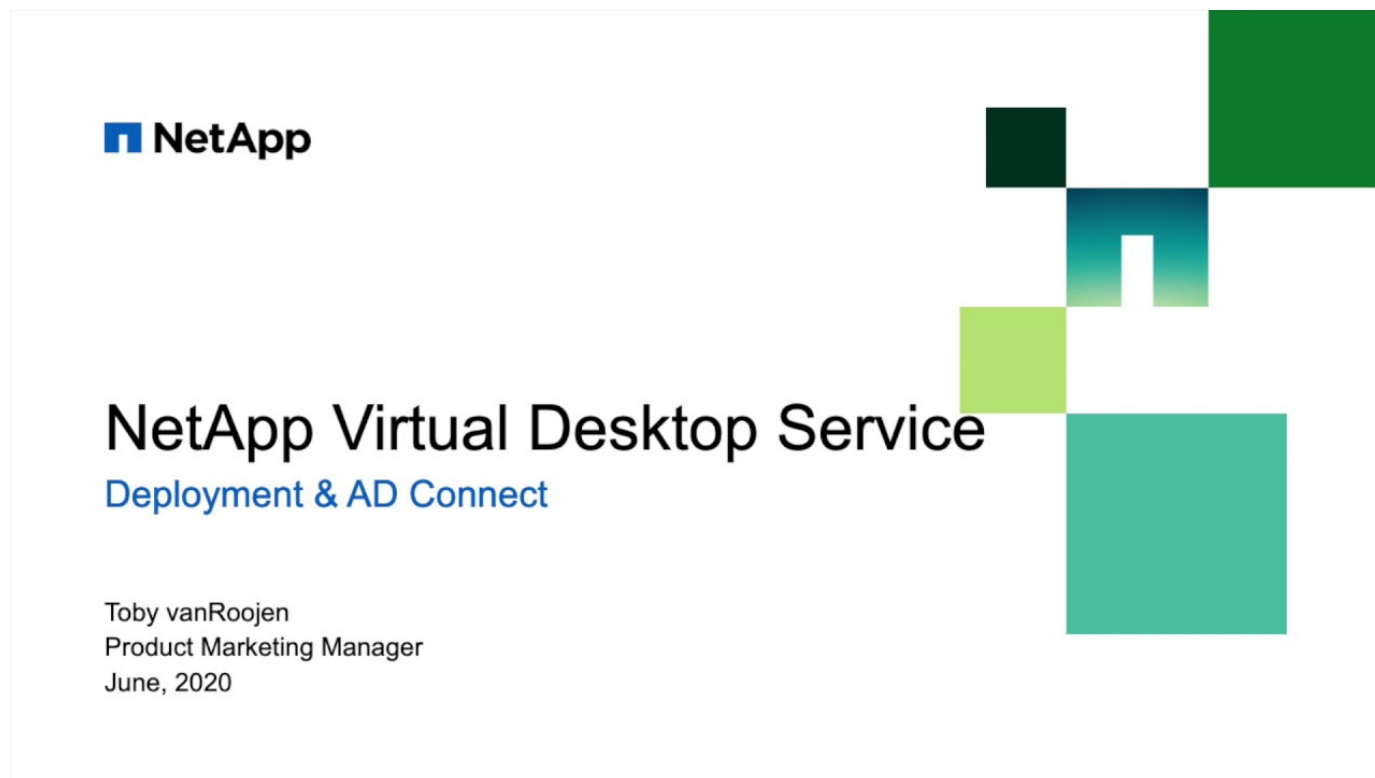 NetApp
NetApp Virtual Desktop Service
Deployment & AD Connect
Toby vanRoojen
Product Marketing Manager
June, 2020